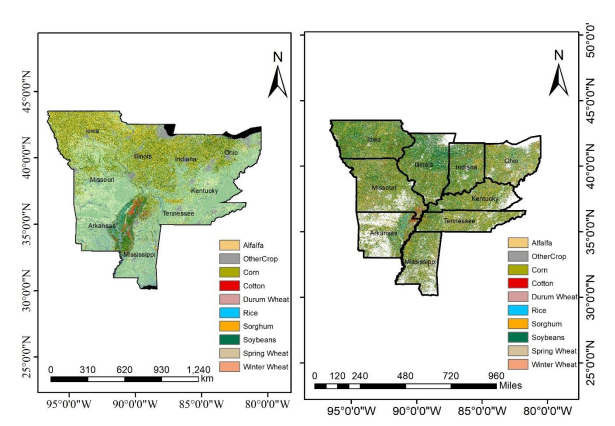 N
45°0'0"N
40°0'0"N
35°0'0"N
30°0'0"N
25°0'0"N
Iowa
Illinois
Indiana
Ohio
Missouri
Kentucky
Tennessee
Arkansas
Mississippi
Alfalfa
OtherCrop
Corn
Cotton
Durum Wheat
Rice
Sorghum
Soybeans
Spring Wheat
Winter Wheat
0 310 620 930 1,240
km
95°0'0"W 90°0'0"W 85°0'0"W 80°0'0"W
N
50°0'0'
45°0'0"N
40°0'0"N
35°0'0"N
30°0'0"N
25°0'0"N
Iowa
Illinois
Indiana
Ohio
Missouri
Kentucky
Tennessee
Arkansas
Mississippi
Alfalfa
OtherCrop
Corn
Cotton
Durum Wheat
Rice
Sorghum
Soybeans
Spring Wheat
Winter Wheat
0 120 240 480 720 960
Miles
95°0'0"W 90°0'0"W 85°0'0"W 80°0'0"W